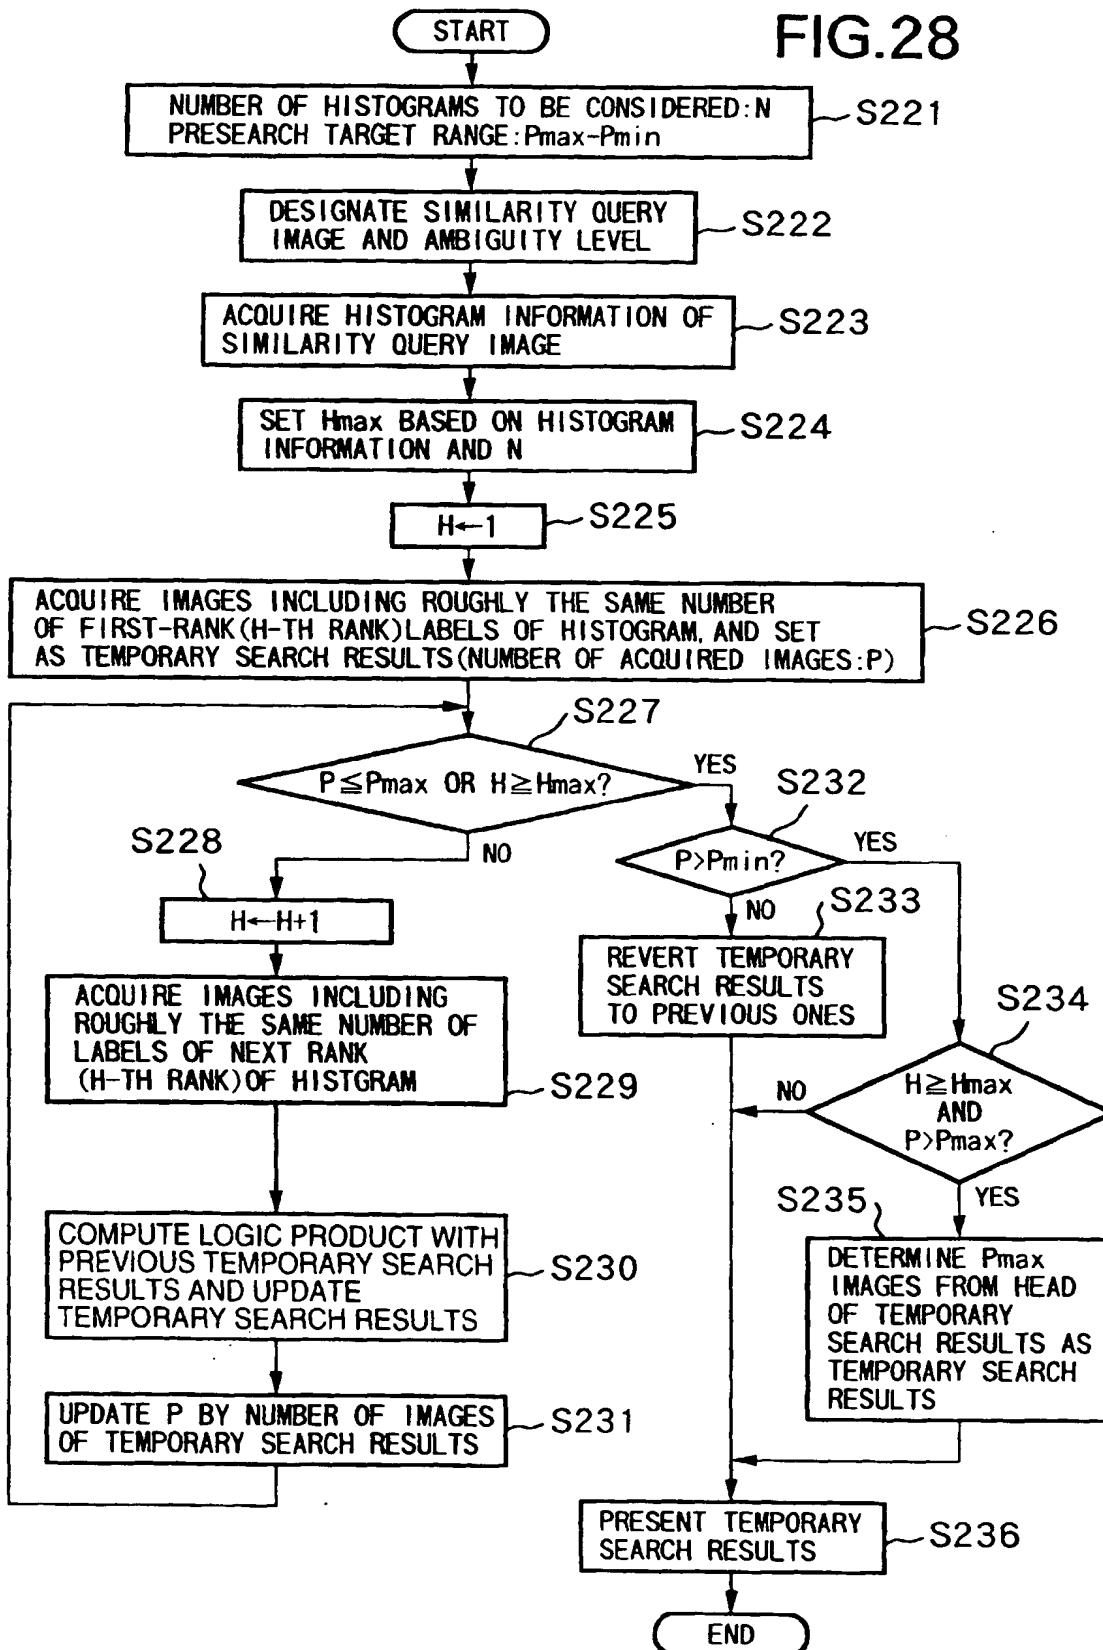 FIG.28
START
NUMBER OF HISTOGRAMS TO BE CONSIDERED:N
PRESEARCH TARGET RANGE:Pmax-Pmin
S221
DESIGNATE SIMILARITY QUERY
IMAGE AND AMBIGUITY LEVEL
S222
ACQUIRE HISTOGRAM INFORMATION OF
SIMILARITY QUERY IMAGE
S223
SET Hmax BASED ON HISTOGRAM
INFORMATION AND N
S224
H←1
S225
ACQUIRE IMAGES INCLUDING ROUGHLY THE SAME NUMBER
OF FIRST-RANK(H-TH RANK)LABELS OF HISTOGRAM, AND SET
AS TEMPORARY SEARCH RESULTS(NUMBER OF ACQUIRED IMAGES:P)
S226
S227
P≦Pmax OR H≧Hmax?
YES
NO
S228
H←H+1
ACQUIRE IMAGES INCLUDING
ROUGHLY THE SAME NUMBER OF
LABELS OF NEXT RANK
(H-TH RANK)OF HISTGRAM
S229
COMPUTE LOGIC PRODUCT WITH
PREVIOUS TEMPORARY SEARCH
RESULTS AND UPDATE
TEMPORARY SEARCH RESULTS
S230
UPDATE P BY NUMBER OF IMAGES
OF TEMPORARY SEARCH RESULTS
S231
S232
P>Pmin?
YES
NO
S233
REVERT TEMPORARY
SEARCH RESULTS
TO PREVIOUS ONES
S234
H≧Hmax
AND
P>Pmax?
NO
YES
S235
DETERMINE Pmax
IMAGES FROM HEAD
OF TEMPORARY
SEARCH RESULTS AS
TEMPORARY SEARCH
RESULTS
PRESENT TEMPORARY
SEARCH RESULTS
S236
END